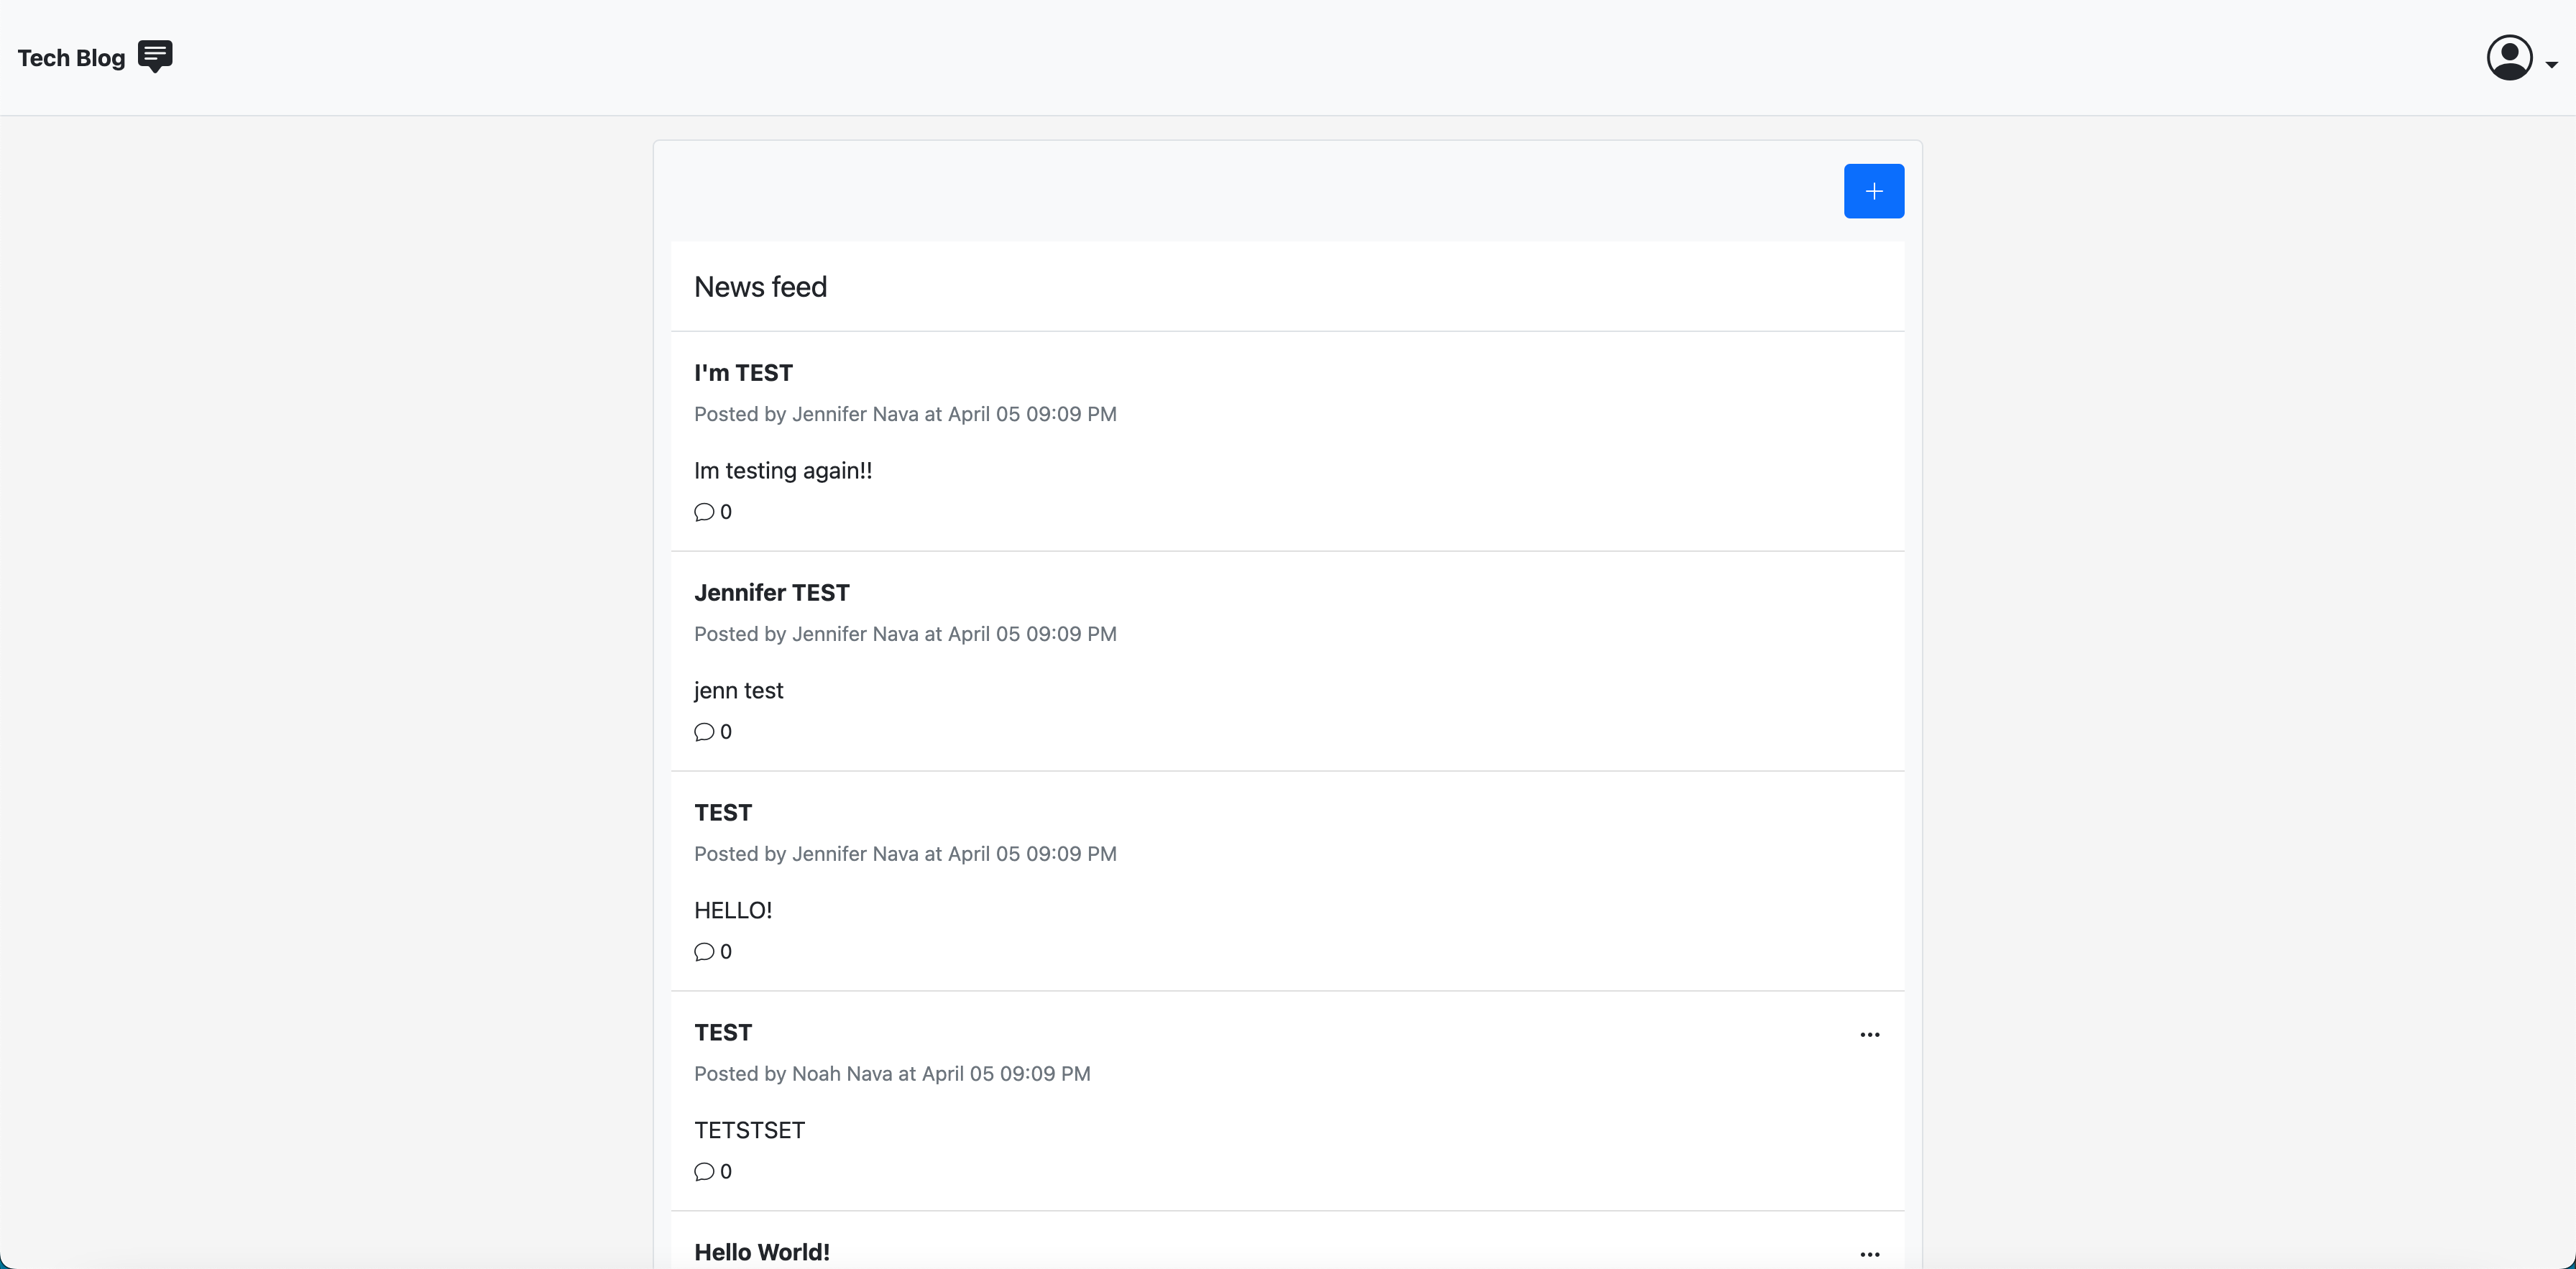 Tech Blog
News feed
I'm TEST
Posted by Jennifer Nava at April 05 09:09 PM
Im testing again!!
0
Jennifer TEST
Posted by Jennifer Nava at April 05 09:09 PM
jenn test
0
TEST
Posted by Jennifer Nava at April 05 09:09 PM
HELLO!
0
TEST
Posted by Noah Nava at April 05 09:09 PM
TETSTSET
0
Hello World!